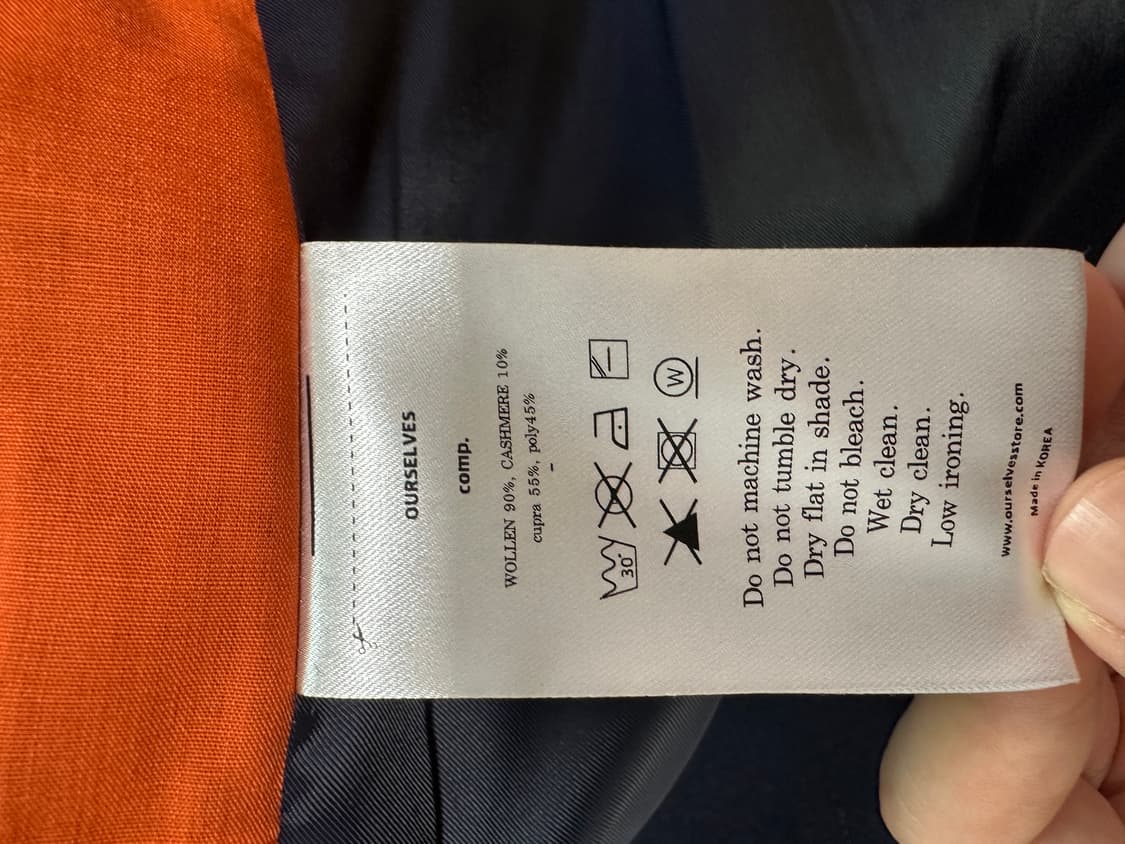 OURSELVES
comp.
WOLLEN 90%, CASHMERE 10%
cupra 55%, poly45%
30°
W
Do not machine wash.
Do not tumble dry.
Dry flat in shade.
Do not bleach.
Wet clean.
Dry clean.
Low ironing.
www.ourselvesstore.com
Made in KOREA